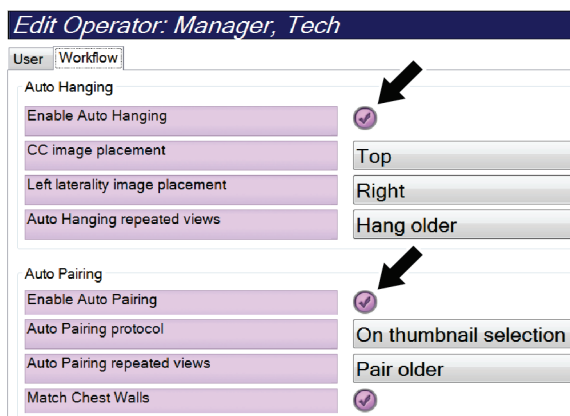 Edit Operator: Manager, Tech
User Workflow
Auto Hanging
Enable Auto Hanging
CC image placement Top
Left laterality image placement Right
Auto Hanging repeated views Hang older
Auto Pairing
Enable Auto Pairing
Auto Pairing protocol On thumbnail selection
Auto Pairing repeated views Pair older
Match Chest Walls